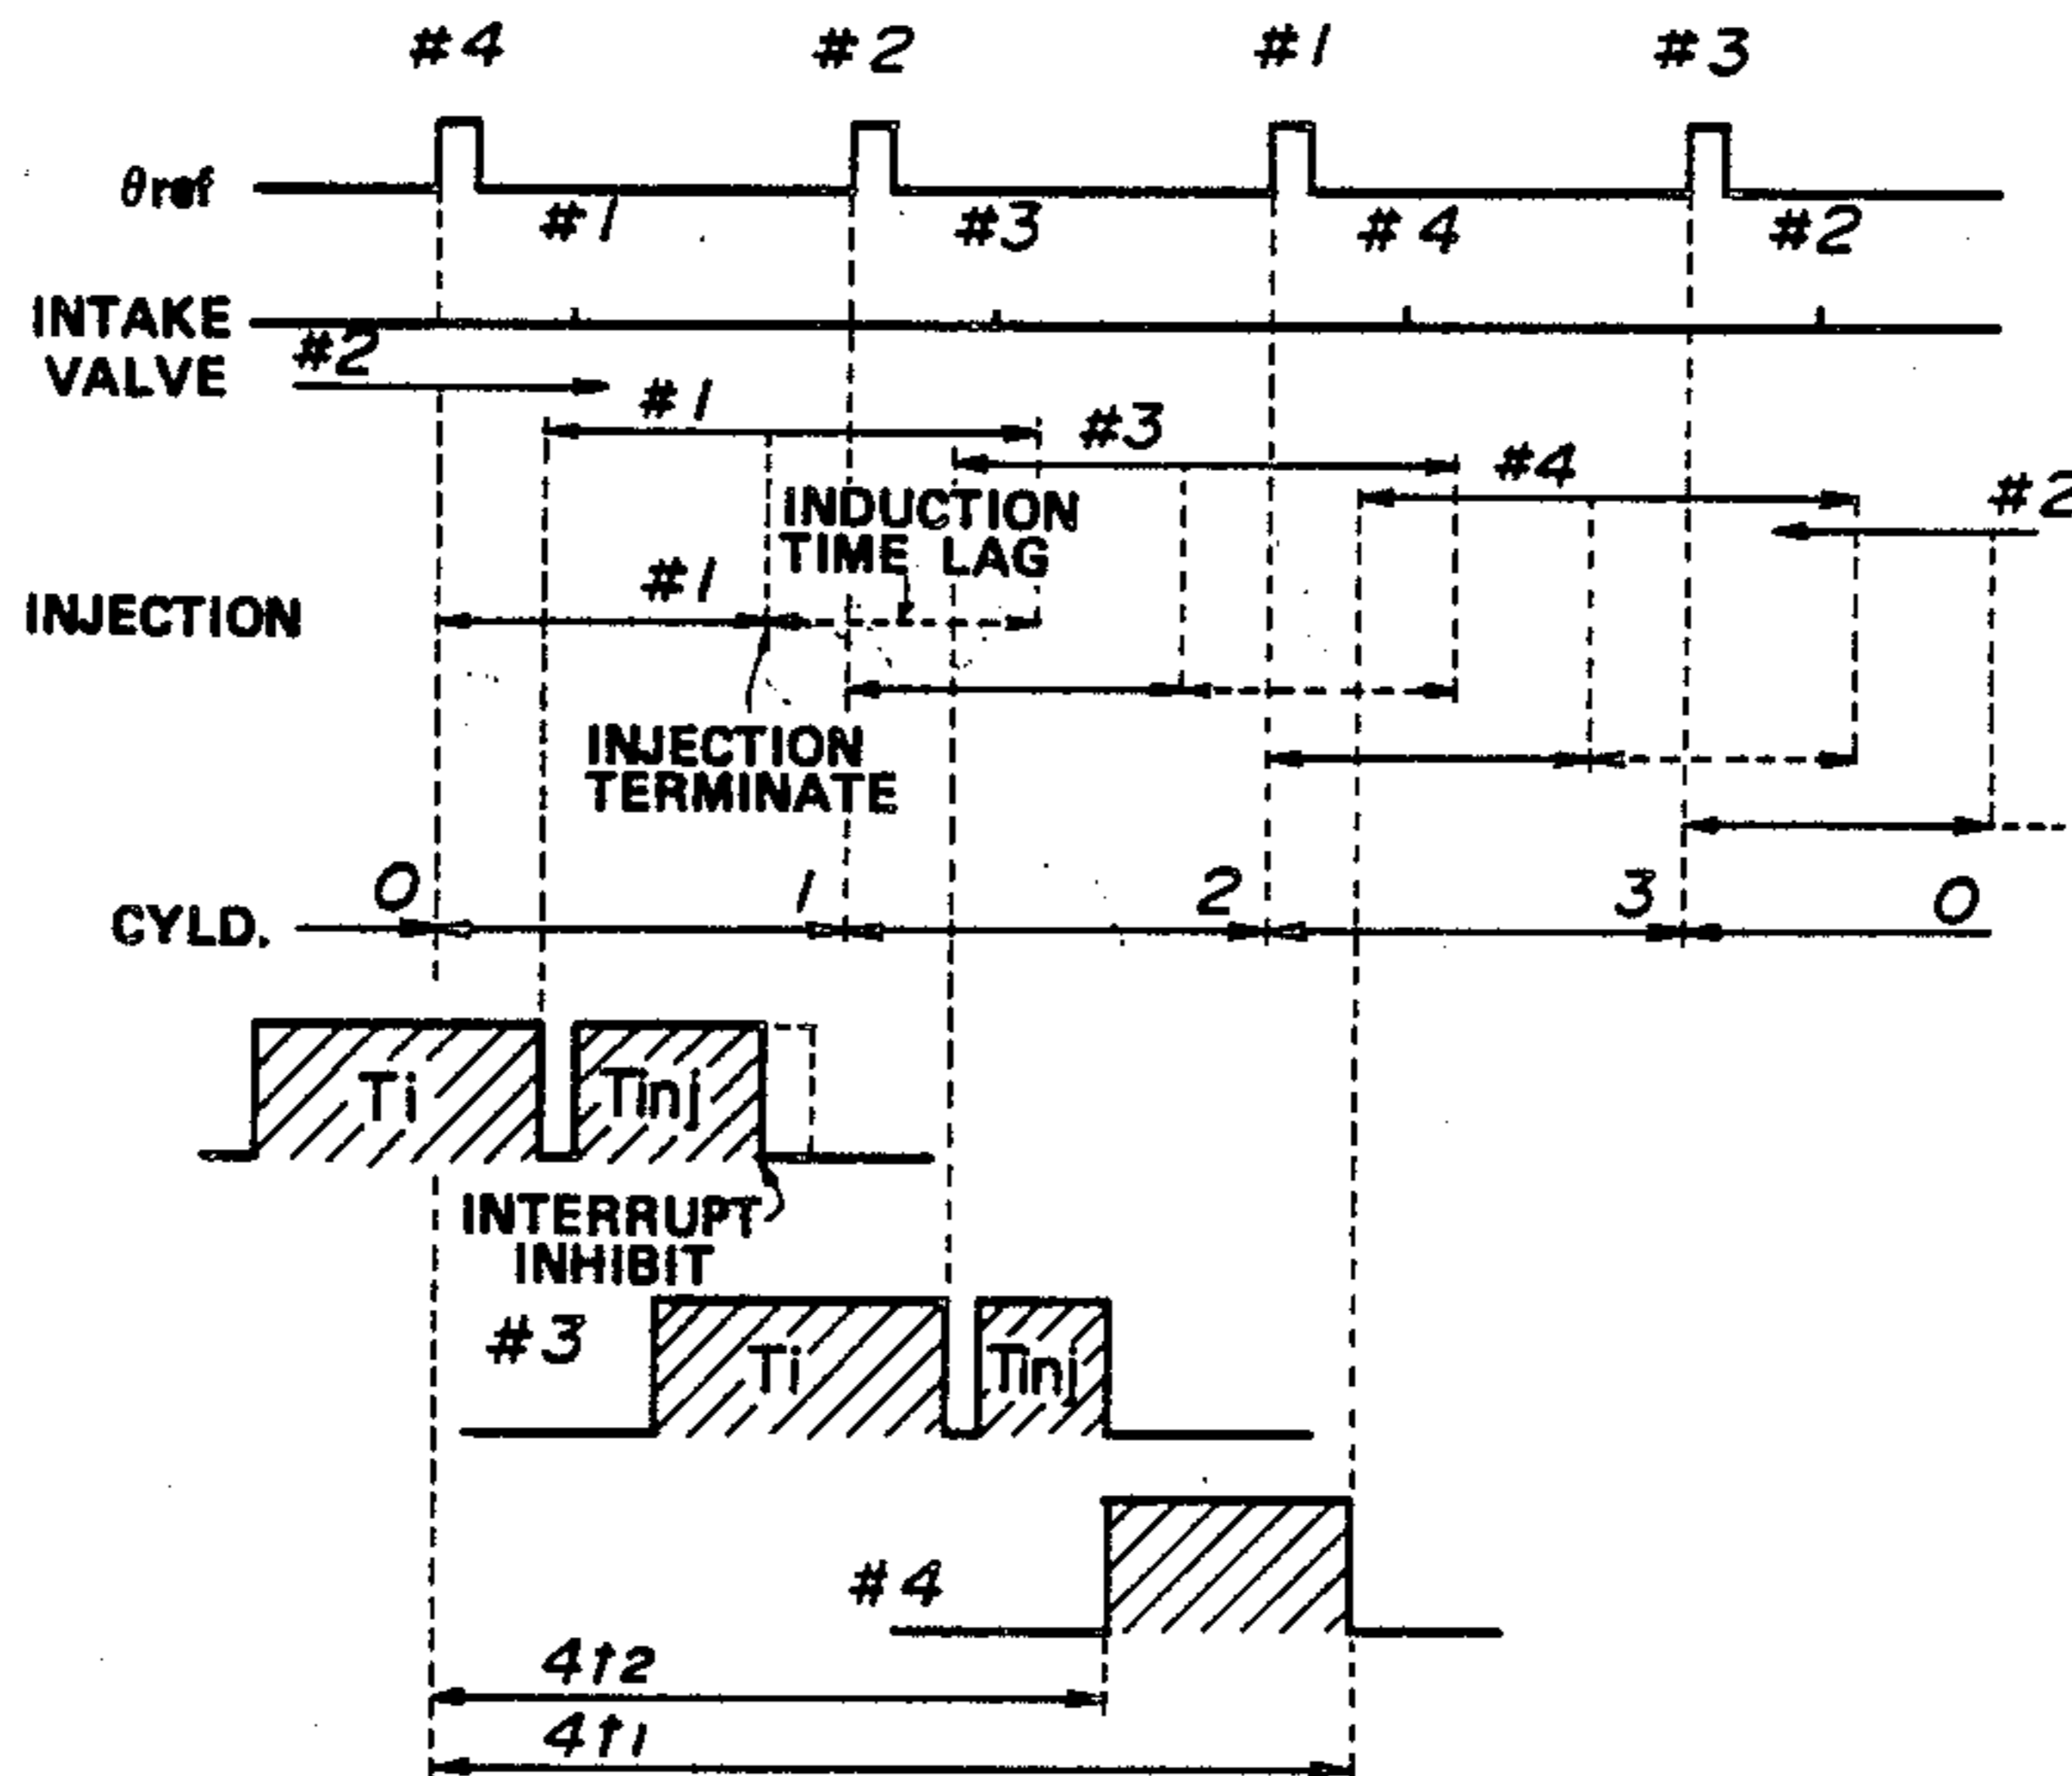 #4 #2 #1 #3
θref
#1 #3 #4 #2
INTAKE
VALVE
#2
#1
#3
#4
#2
INDUCTION
TIME LAG
#1
INJECTION
INJECTION
TERMINATE
CYLD. 0 1 2 3 0
Ti Tinj
INTERRUPT
INHIBIT
#3
Ti Tinj
#4
4t2
4t1